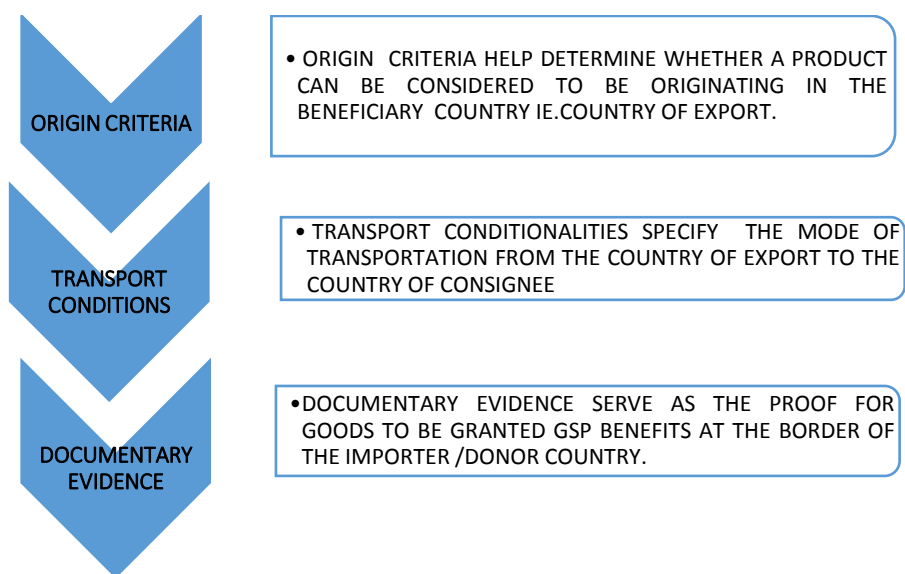 ORIGIN CRITERIA
• ORIGIN CRITERIA HELP DETERMINE WHETHER A PRODUCT
CAN BE CONSIDERED TO BE ORIGINATING IN THE
BENEFICIARY COUNTRY IE.COUNTRY OF EXPORT.
TRANSPORT
CONDITIONS
• TRANSPORT CONDITIONALITIES SPECIFY THE MODE OF
TRANSPORTATION FROM THE COUNTRY OF EXPORT TO THE
COUNTRY OF CONSIGNEE
DOCUMENTARY
EVIDENCE
•DOCUMENTARY EVIDENCE SERVE AS THE PROOF FOR
GOODS TO BE GRANTED GSP BENEFITS AT THE BORDER OF
THE IMPORTER /DONOR COUNTRY.